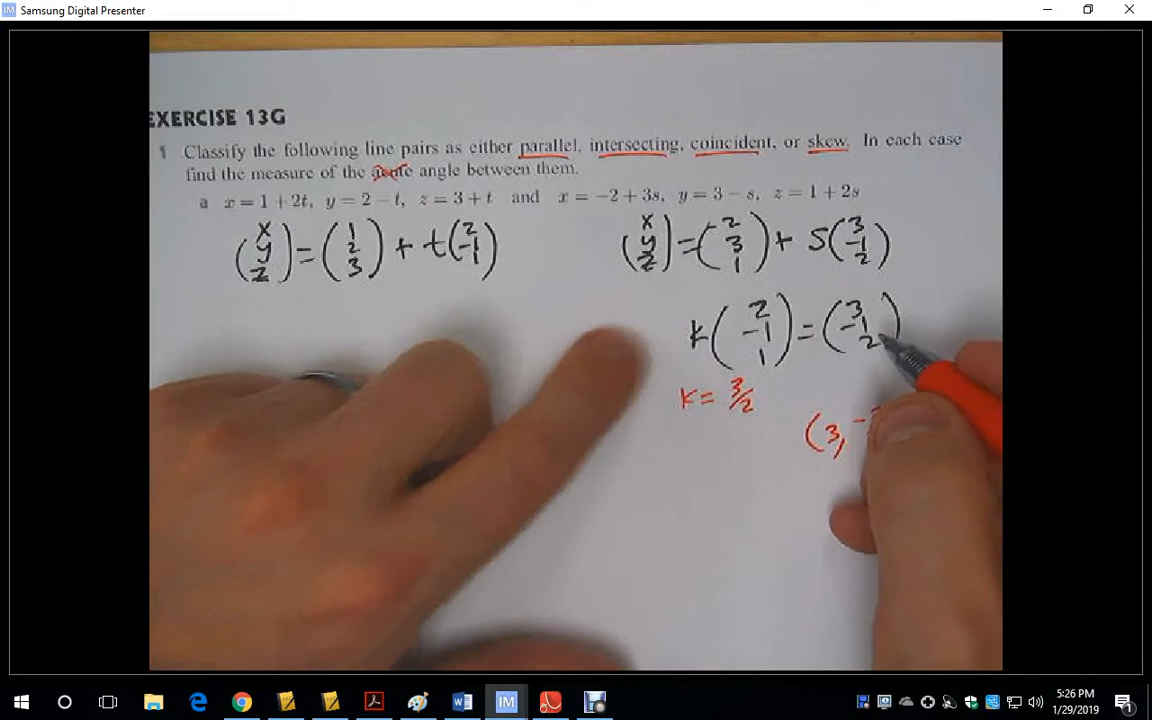 Samsung Digital Presenter
EXERCISE 13G
1 Classify the following line pairs as either parallel, intersecting, coincident, or skew. In each case
find the measure of the acute angle between them.
a x = 1 + 2t, y = 2 − t, z = 3 + t and x = −2 + 3s, y = 3 − s, z = 1 + 2s
(x y z) = (1 2 3) + t(2 -1)
(x y z) = (2 3 1) + s(3 -1 2)
k(2 -1 1) = (3 -1 2)
k = 3/2
(3, -
5:26 PM
1/29/2019